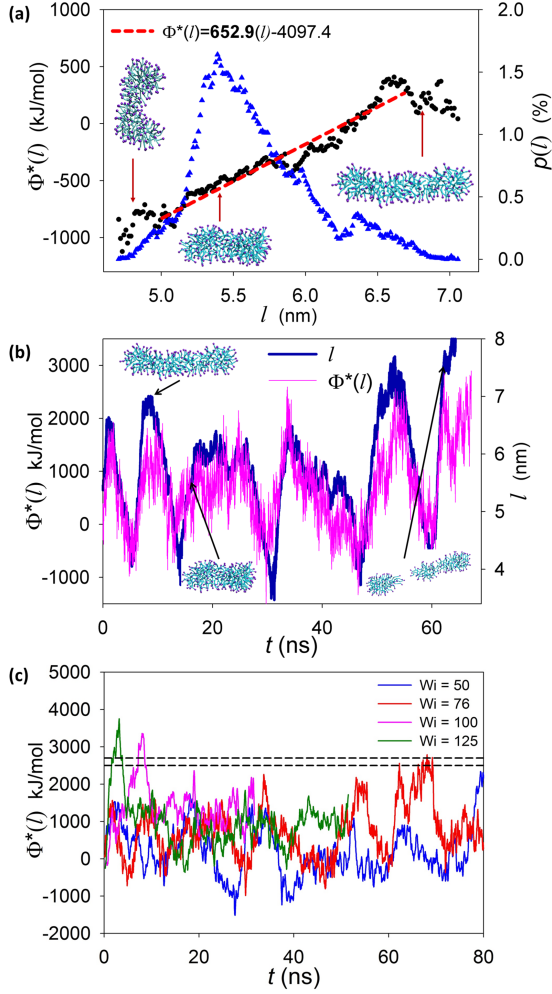 (a)
Φ*(l)=652.9(l)-4097.4
1000
500
0
-500
-1000
Φ*(l) (kJ/mol)
2.0
1.5
1.0
0.5
0.0
p(l) (%)
5.0 5.5 6.0 6.5 7.0
l (nm)
(b)
l
Φ*(l)
3000
2000
1000
0
-1000
Φ*(l) kJ/mol
8
7
6
5
4
l (nm)
0 20 40 60
t (ns)
(c)
Wi = 50
Wi = 76
Wi = 100
Wi = 125
5000
4000
3000
2000
1000
0
-1000
-2000
Φ*(l) kJ/mol
0 20 40 60 80
t (ns)